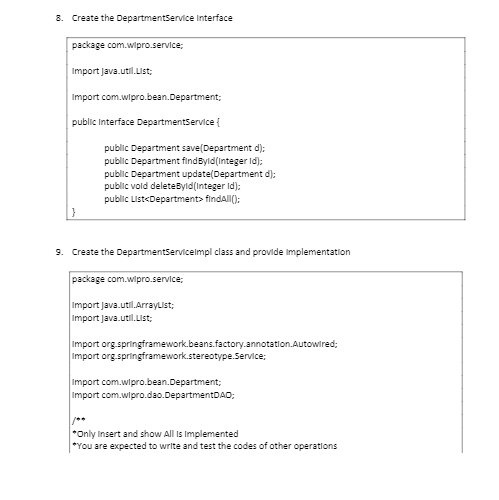 8. Create the DepartmentService Interface
package com.wipro.service;
import java.util.List;
import com.wipro.bean.Department;
public interface DepartmentService {
public Department save(Department d);
public Department findById(Integer id);
public Department update(Department d);
public void deleteById(Integer id);
public List<Department> findAll();
}
9. Create the DepartmentServiceImpl class and provide implementation
package com.wipro.service;
import java.util.ArrayList;
import java.util.List;
import org.springframework.beans.factory.annotation.Autowired;
import org.springframework.stereotype.Service;
import com.wipro.bean.Department;
import com.wipro.dao.DepartmentDAO;
/**
*Only Insert and show All is implemented
*You are expected to write and test the codes of other operations